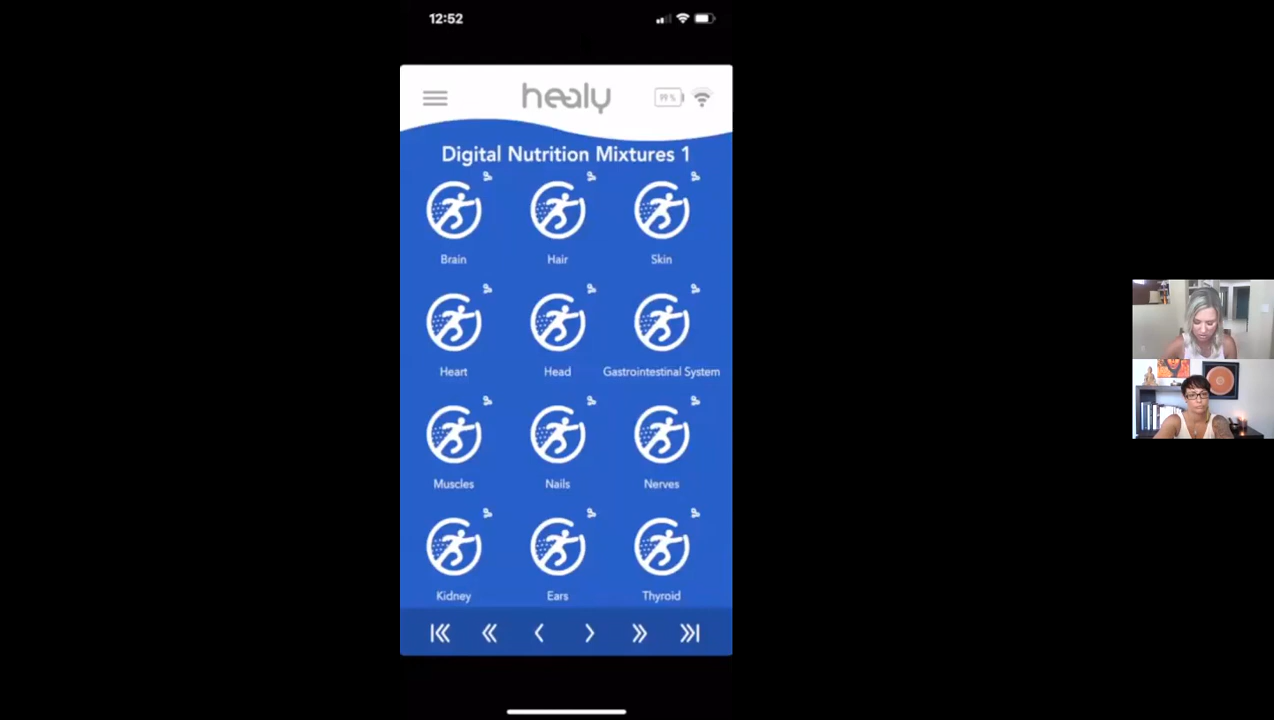 12:52
healy
99 %
Digital Nutrition Mixtures 1
Brain Hair Skin
Heart Head Gastrointestinal System
Muscles Nails Nerves
Kidney Ears Thyroid